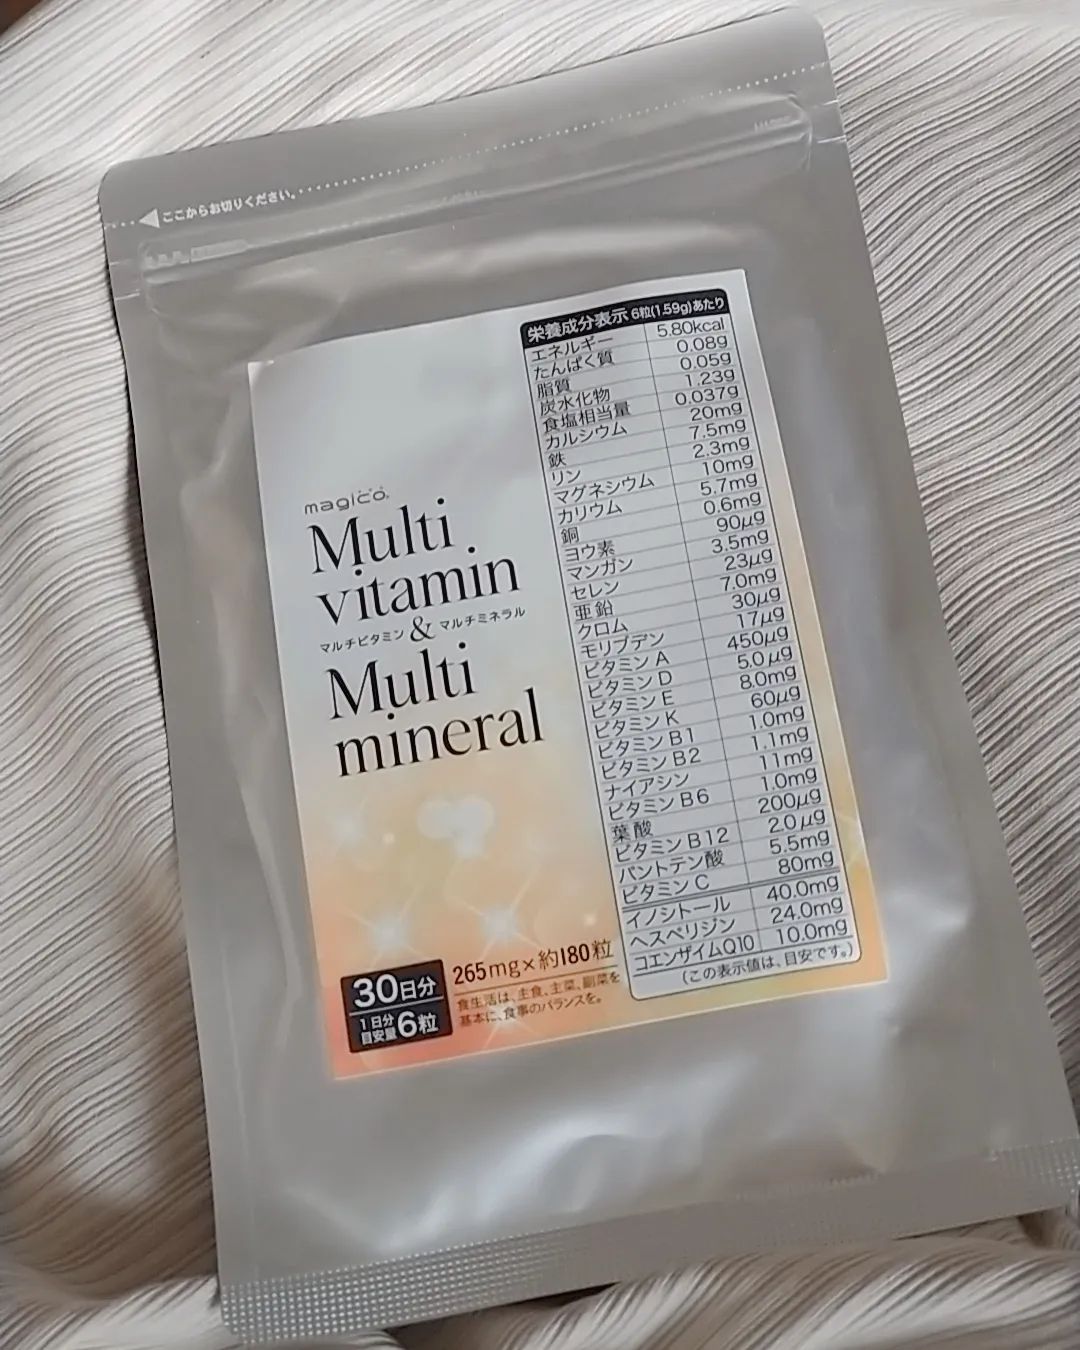 ここからお切りください。
magico
Multi
vitamin
マルチビタミン & マルチミネラル
Multi
mineral
30日分
1日分
目安量 6粒
265mg×約180粒
食生活は、主食、主菜、副菜を
基本に、食事のバランスを。
栄養成分表示 6粒(1.59g)あたり
エネルギー 5.80kcal
たんぱく質 0.08g
脂質 0.05g
炭水化物 1.23g
食塩相当量 0.037g
カルシウム 20mg
鉄 7.5mg
リン 2.3mg
マグネシウム 10mg
カリウム 5.7mg
銅 0.6mg
ヨウ素 90μg
マンガン 3.5mg
セレン 23μg
亜鉛 7.0mg
クロム 30μg
モリブデン 17μg
ビタミン A 450μg
ビタミン D 5.0μg
ビタミン E 8.0mg
ビタミン K 60μg
ビタミン B1 1.0mg
ビタミン B2 1.1mg
ナイアシン 11mg
ビタミン B6 1.0mg
葉酸 200μg
ビタミン B12 2.0μg
パントテン酸 5.5mg
ビタミン C 80mg
イノシトール 40.0mg
ヘスペリジン 24.0mg
コエンザイムQ10 10.0mg
(この表示値は、目安です。)